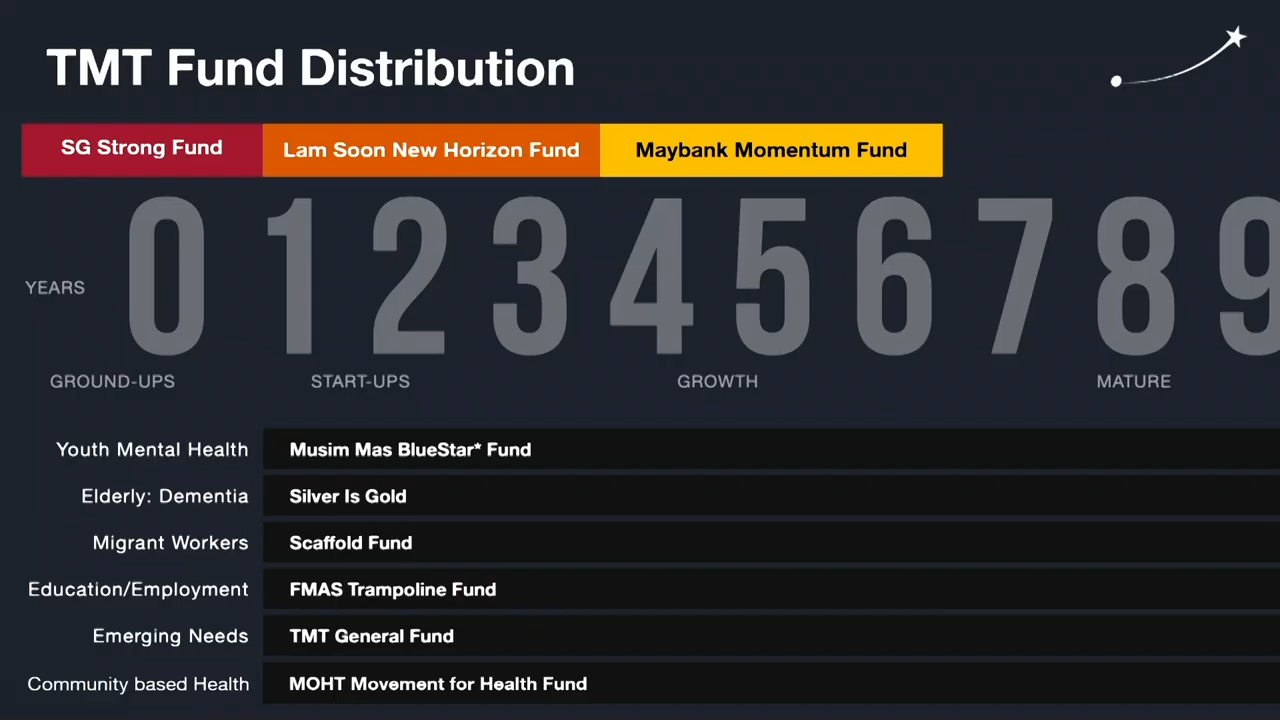 TMT Fund Distribution
SG Strong Fund Lam Soon New Horizon Fund Maybank Momentum Fund
YEARS 0 1 2 3 4 5 6 7 8 9
GROUND-UPS START-UPS GROWTH MATURE
Youth Mental Health Musim Mas BlueStar* Fund
Elderly: Dementia Silver Is Gold
Migrant Workers Scaffold Fund
Education/Employment FMAS Trampoline Fund
Emerging Needs TMT General Fund
Community based Health MOHT Movement for Health Fund